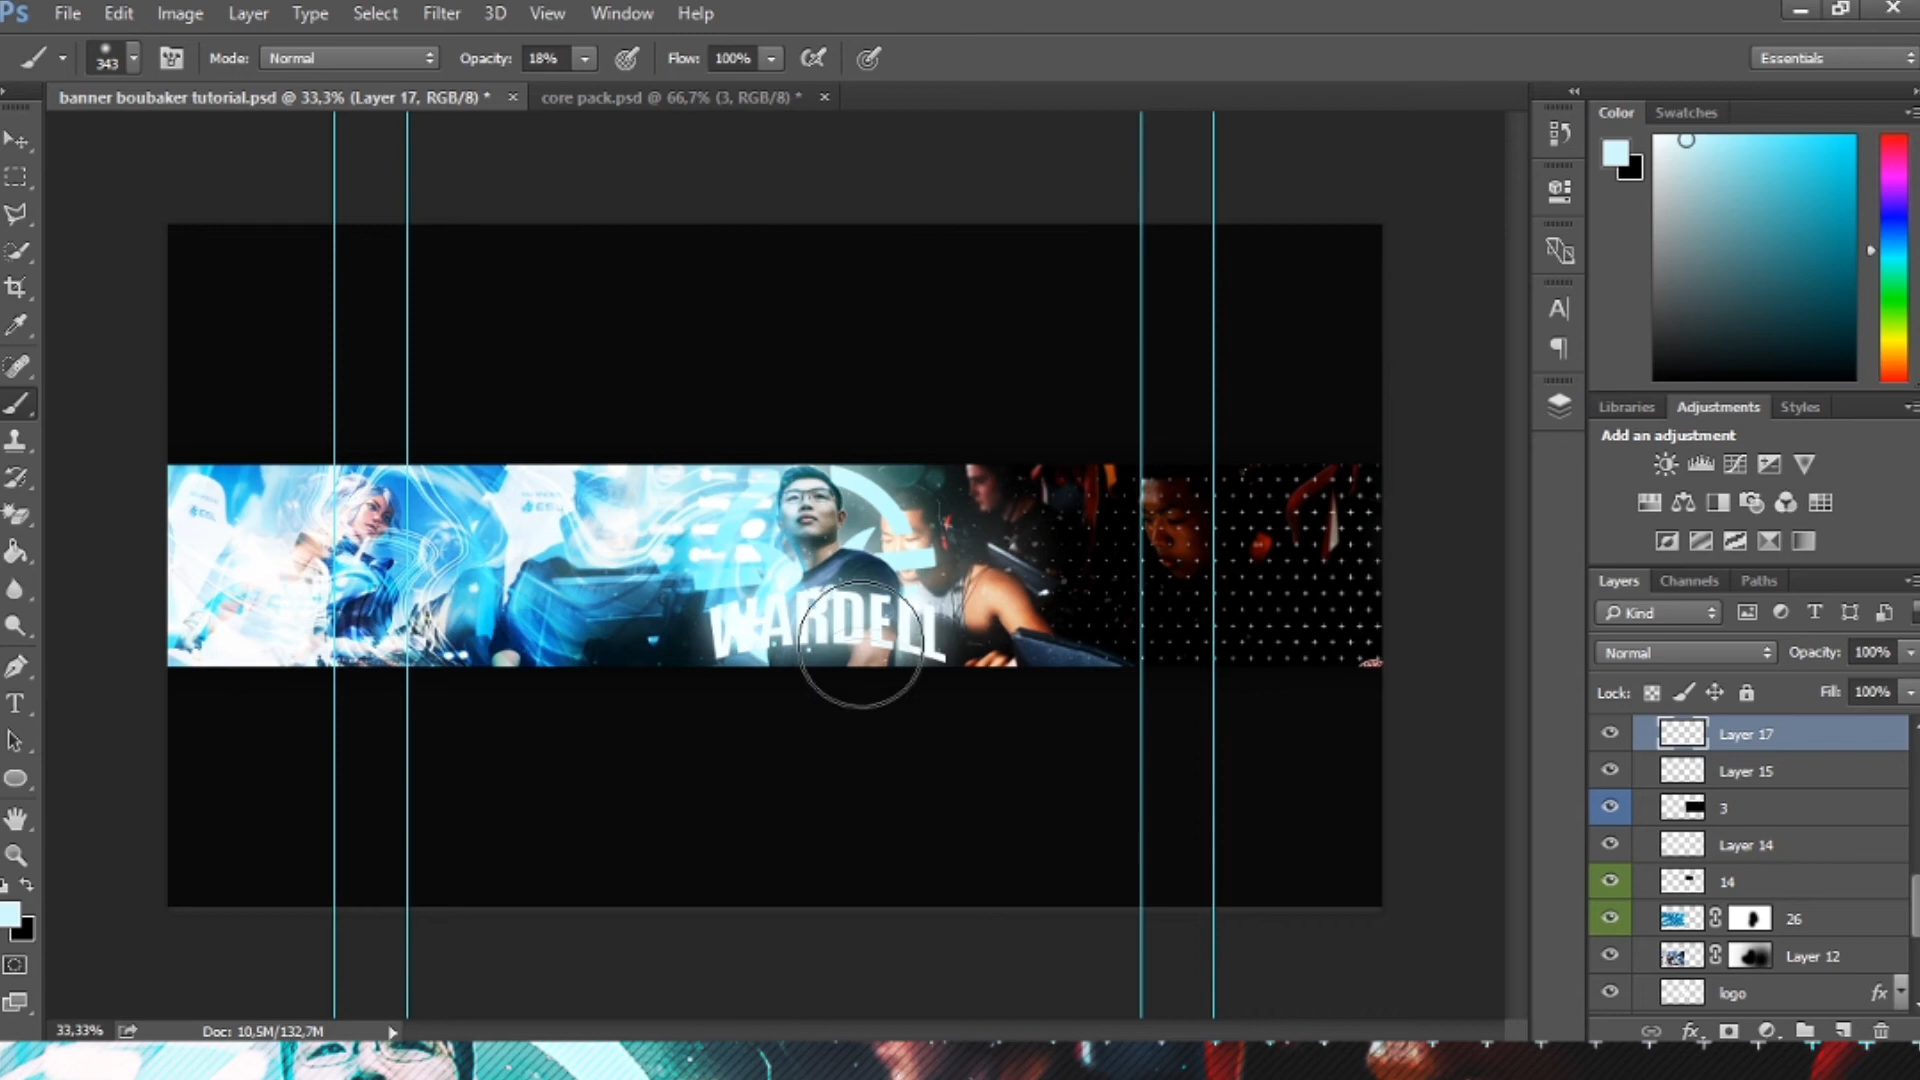 Ps File Edit Image Layer Type Select Filter 3D View Window Help
343 Mode: Normal Opacity: 18% Flow: 100% Essentials
banner boubaker tutorial.psd @ 33,3% (Layer 17, RGB/8) * × core pack.psd @ 66,7% (3, RGB/8) * ×
Color Swatches
Libraries Adjustments Styles
Add an adjustment
ESL
WARDELL
Layers Channels Paths
Kind
Normal Opacity: 100%
Lock: Fill: 100%
Layer 17
Layer 15
3
Layer 14
14
26
Layer 12
logo fx
33,33% Doc: 10,5M/132,7M